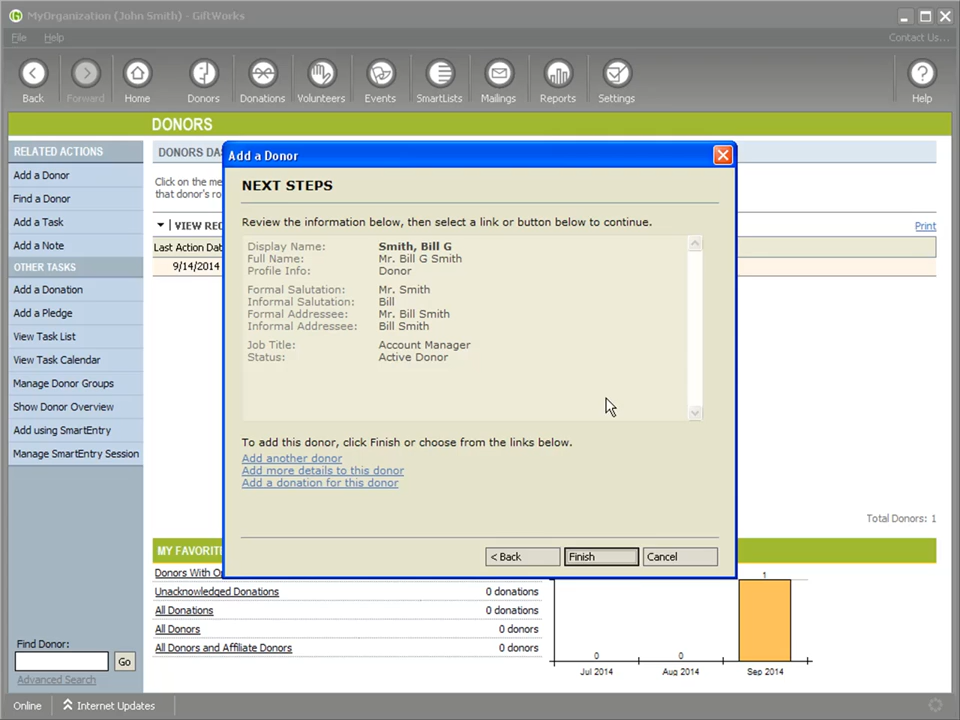 MyOrganization (John Smith) - GiftWorks
File Help Contact Us...
Back Forward Home Donors Donations Volunteers Events SmartLists Mailings Reports Settings Help
DONORS
RELATED ACTIONS
Add a Donor
Find a Donor
Add a Task
Add a Note
OTHER TASKS
Add a Donation
Add a Pledge
View Task List
View Task Calendar
Manage Donor Groups
Show Donor Overview
Add using SmartEntry
Manage SmartEntry Session
Find Donor:
Go
Advanced Search
DONORS DA
Click on the me
that donor's ro
VIEW REC
Print
Last Action Dat
9/14/2014
Add a Donor
NEXT STEPS
Review the information below, then select a link or button below to continue.
Display Name: Smith, Bill G
Full Name: Mr. Bill G Smith
Profile Info: Donor
Formal Salutation: Mr. Smith
Informal Salutation: Bill
Formal Addressee: Mr. Bill Smith
Informal Addressee: Bill Smith
Job Title: Account Manager
Status: Active Donor
To add this donor, click Finish or choose from the links below.
Add another donor
Add more details to this donor
Add a donation for this donor
< Back Finish Cancel
Total Donors: 1
MY FAVORIT
Donors With Op
Unacknowledged Donations 0 donations
All Donations 0 donations
All Donors 0 donors
All Donors and Affiliate Donors 0 donors
1
0 0
Jul 2014 Aug 2014 Sep 2014
Online Internet Updates